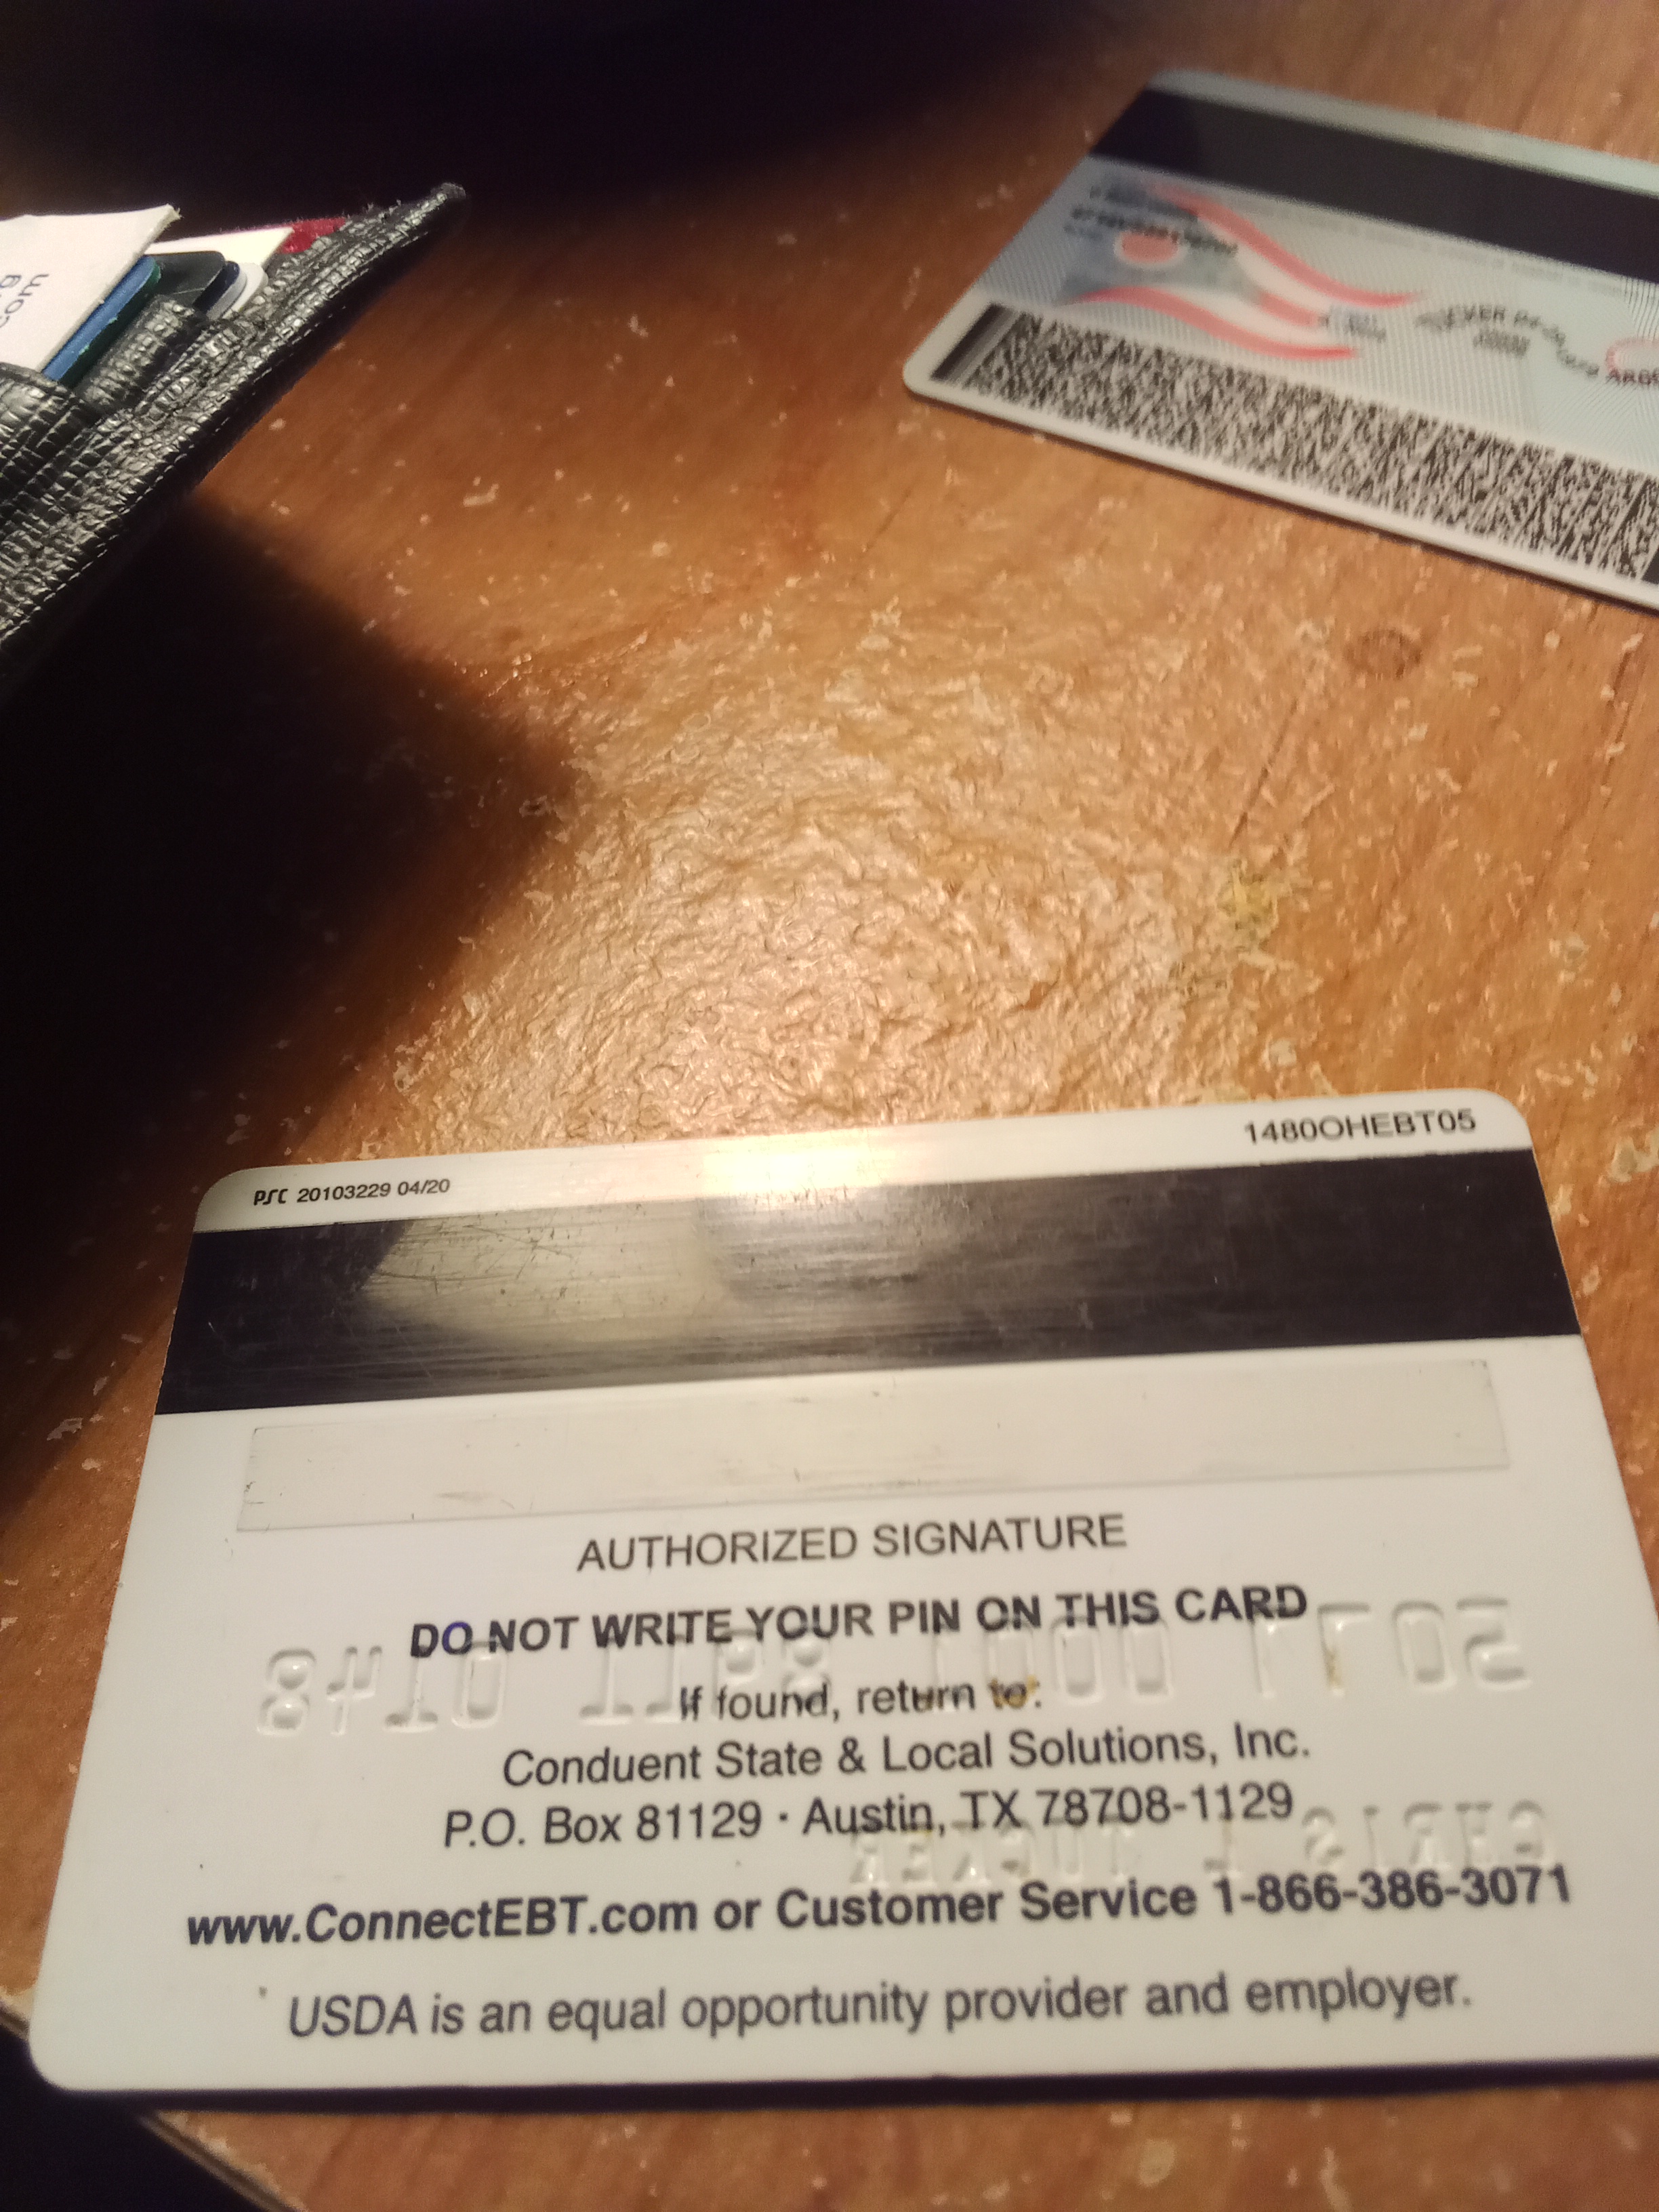 com
PSC 20103229 04/20
1480OHEBT05
AUTHORIZED SIGNATURE
DO NOT WRITE YOUR PIN ON THIS CARD
If found, return to:
Conduent State & Local Solutions, Inc.
P.O. Box 81129 · Austin, TX 78708-1129
www.ConnectEBT.com or Customer Service 1-866-386-3071
USDA is an equal opportunity provider and employer.